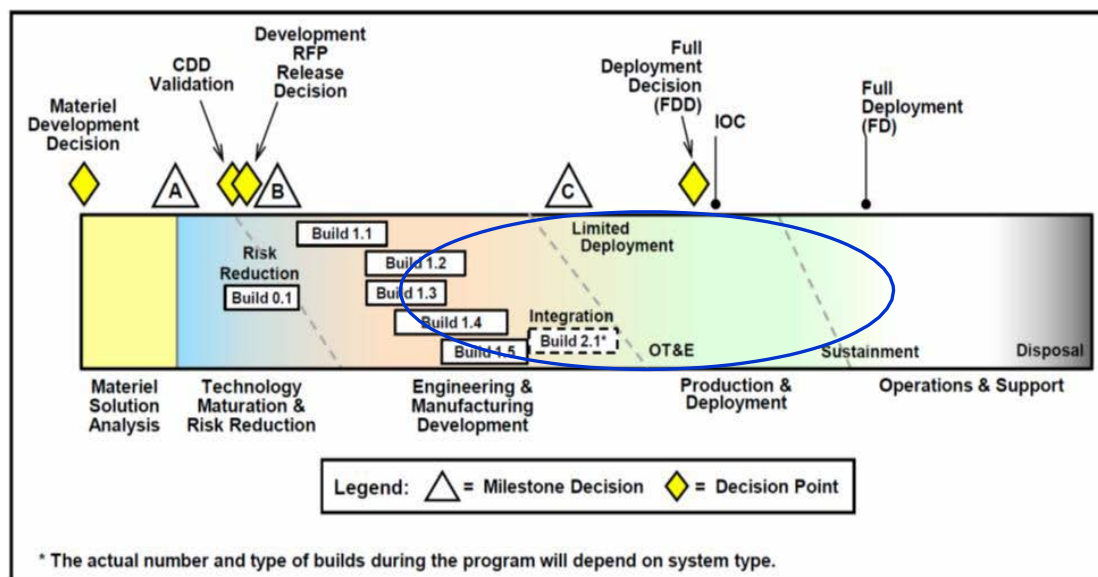 Development
RFP
Release
Decision
CDD
Validation
Materiel
Development
Decision
Full
Deployment
Decision
(FDD)
IOC
Full
Deployment
(FD)
A
B
C
Build 1.1
Limited
Deployment
Risk
Reduction
Build 1.2
Build 0.1
Build 1.3
Integration
Build 1.4
Build 2.1*
Build 1.5
OT&E
Sustainment
Disposal
Materiel
Solution
Analysis
Technology
Maturation &
Risk Reduction
Engineering &
Manufacturing
Development
Production &
Deployment
Operations & Support
Legend: = Milestone Decision = Decision Point
* The actual number and type of builds during the program will depend on system type.